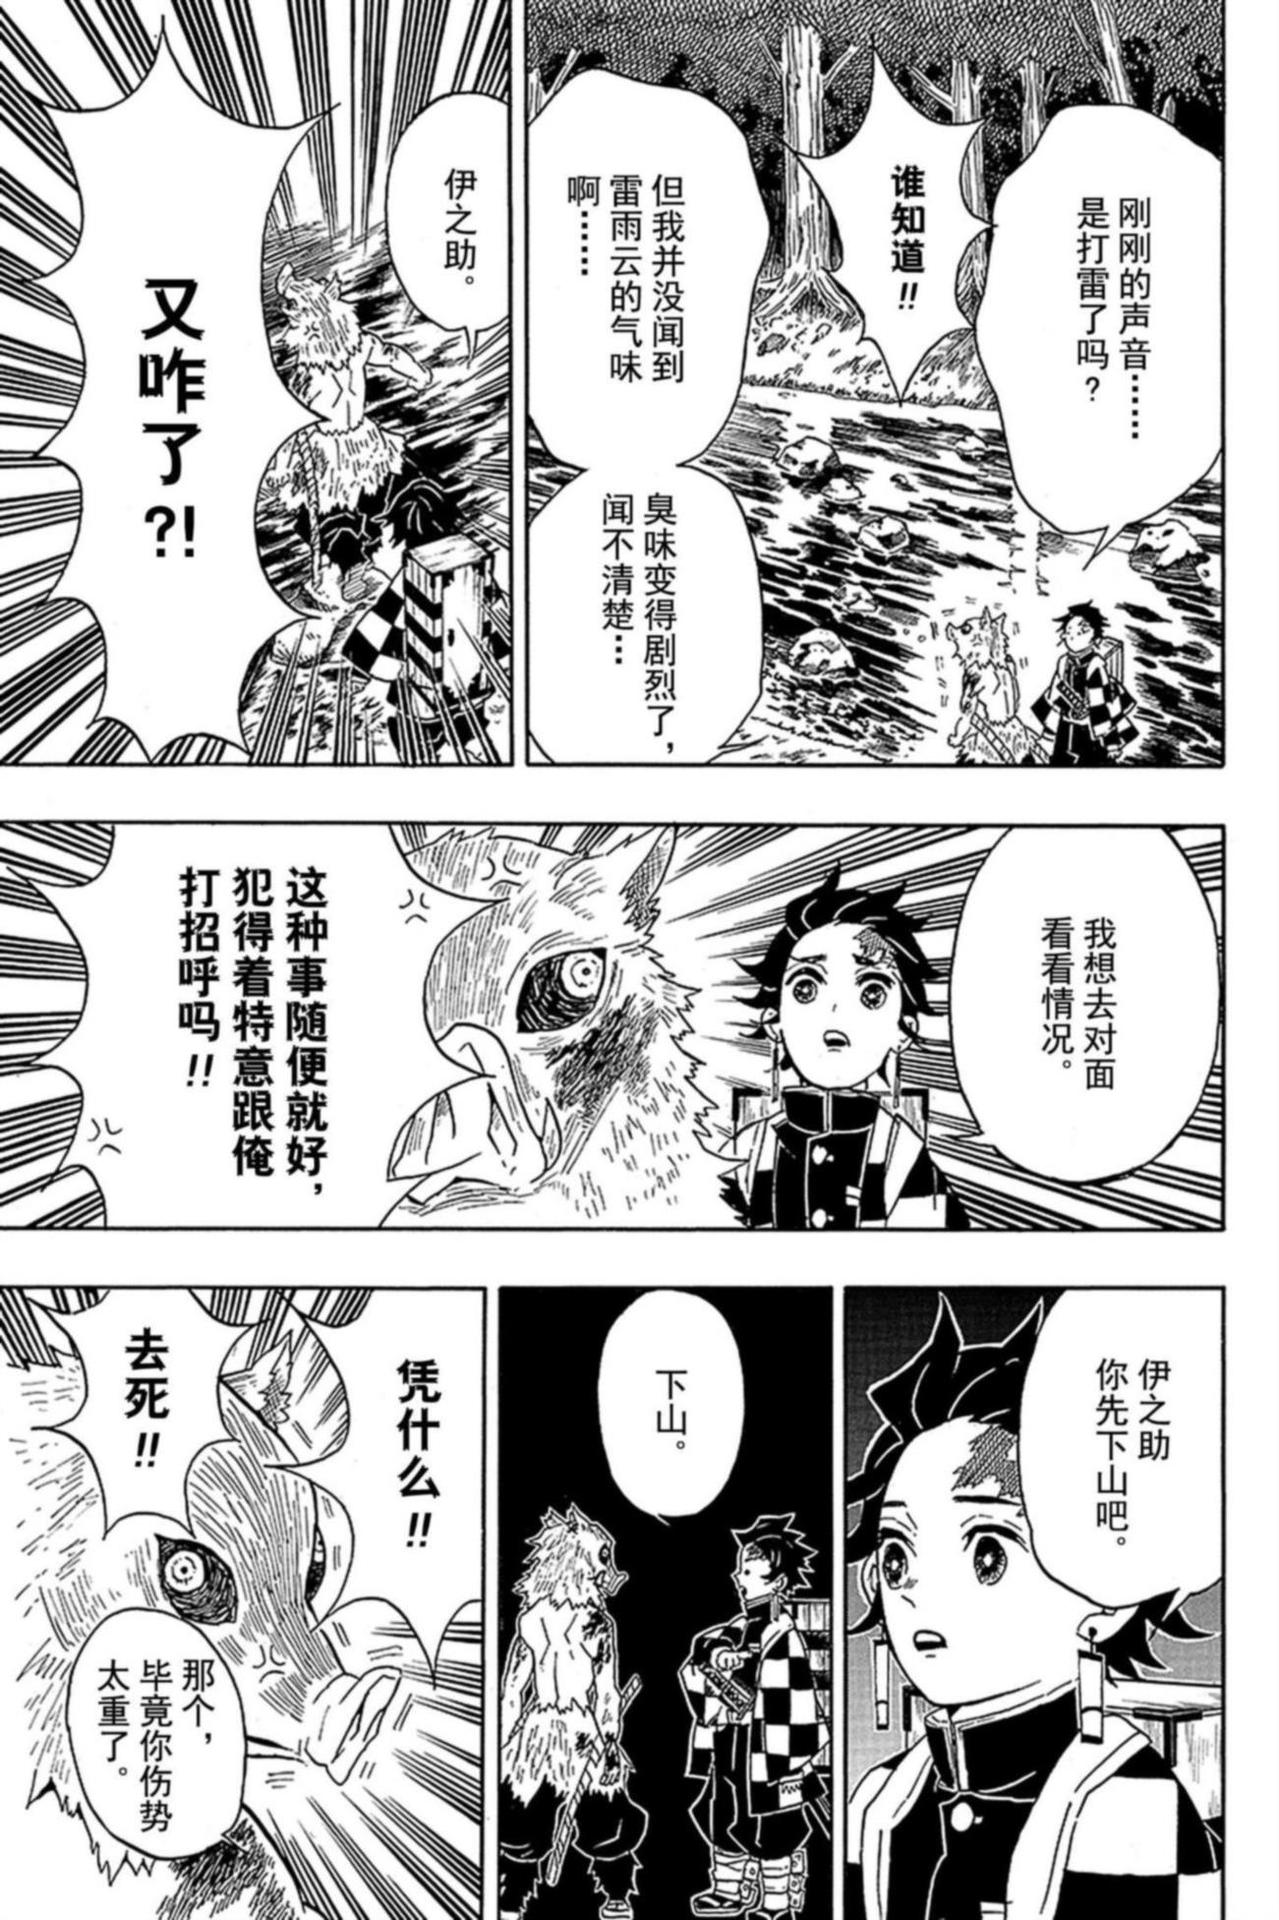 刚刚的声音……
是打雷了吗?
谁知道!!
但我并没闻到
雷雨云的气味
啊……
臭味变得剧烈了,
闻不清楚…
伊之助。
又咋了?!
我想去对面
看看情况。
这种事随便就好,
犯得着特意跟俺
打招呼吗!!
伊之助
你先下山吧。
下山。
凭什么!!
去死!!
那个,
毕竟你伤势
太重了。